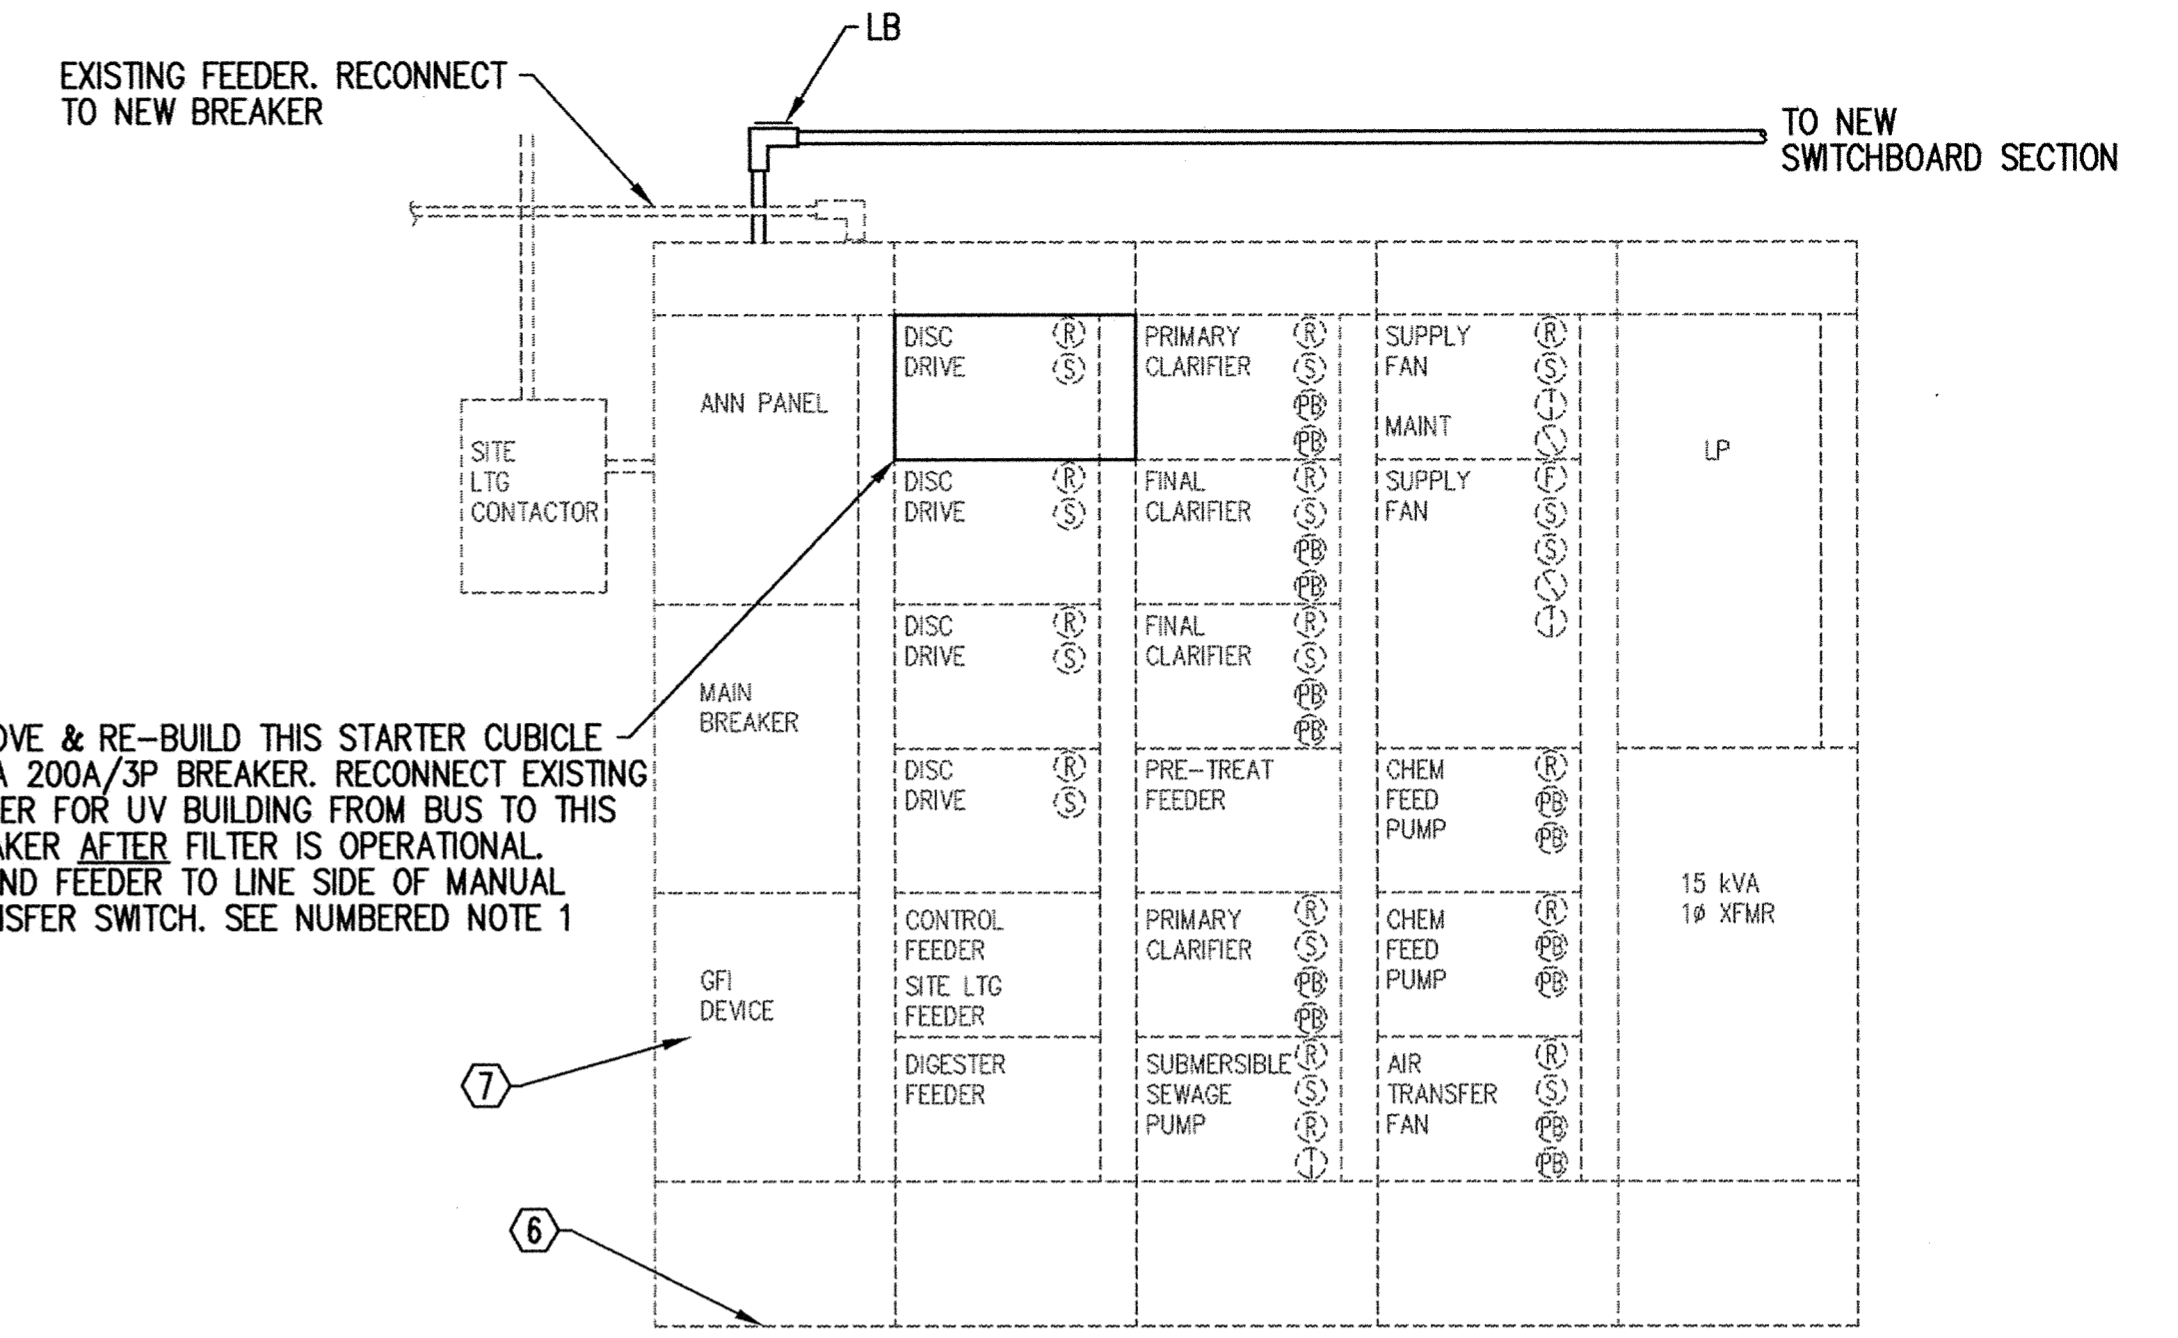 LB
EXISTING FEEDER. RECONNECT
TO NEW BREAKER
TO NEW
SWITCHBOARD SECTION
SITE
LTG
CONTACTOR
ANN PANEL
MAIN
BREAKER
GFI
DEVICE
DISC R
DRIVE S
DISC R
DRIVE S
DISC R
DRIVE S
DISC R
DRIVE S
CONTROL
FEEDER
SITE LTG
FEEDER
DIGESTER
FEEDER
PRIMARY R
CLARIFIER S
PB
PB
FINAL R
CLARIFIER S
PB
PB
FINAL R
CLARIFIER S
PB
PB
PRE-TREAT
FEEDER
PRIMARY R
CLARIFIER S
PB
PB
SUBMERSIBLE R
SEWAGE S
PUMP R
SUPPLY R
FAN S
MAINT
SUPPLY F
FAN S
S
CHEM R
FEED PB
PUMP PB
CHEM R
FEED PB
PUMP PB
AIR R
TRANSFER S
FAN PB
PB
LP
15 kVA
1ø XFMR
OVE & RE-BUILD THIS STARTER CUBICLE
A 200A/3P BREAKER. RECONNECT EXISTING
ER FOR UV BUILDING FROM BUS TO THIS
AKER AFTER FILTER IS OPERATIONAL.
ND FEEDER TO LINE SIDE OF MANUAL
NSFER SWITCH. SEE NUMBERED NOTE 1
7
6